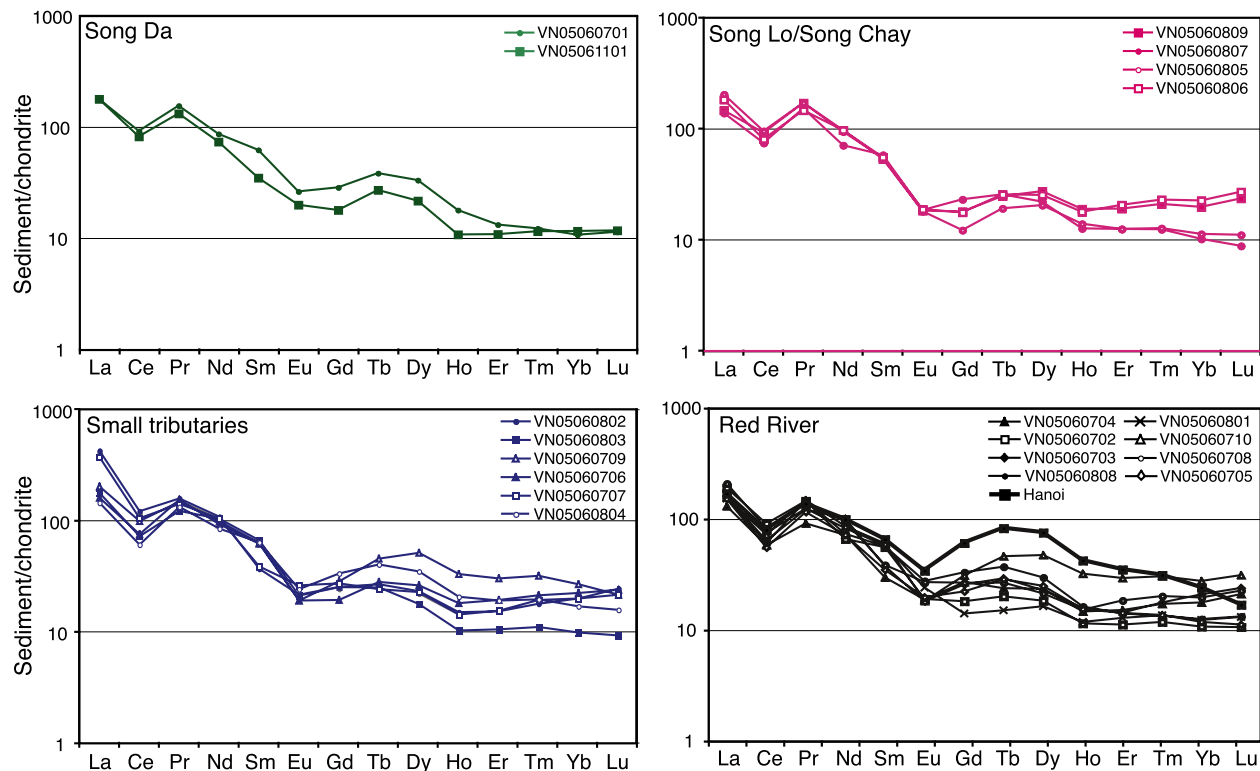 1000
100
10
1
Sediment/chondrite
Song Da
VN05060701
VN05061101
La Ce Pr Nd Sm Eu Gd Tb Dy Ho Er Tm Yb Lu
1000
100
10
1
Song Lo/Song Chay
VN05060809
VN05060807
VN05060805
VN05060806
La Ce Pr Nd Sm Eu Gd Tb Dy Ho Er Tm Yb Lu
1000
100
10
1
Sediment/chondrite
Small tributaries
VN05060802
VN05060803
VN05060709
VN05060706
VN05060707
VN05060804
La Ce Pr Nd Sm Eu Gd Tb Dy Ho Er Tm Yb Lu
1000
100
10
1
Red River
VN05060704 VN05060801
VN05060702 VN05060710
VN05060703 VN05060708
VN05060808 VN05060705
Hanoi
La Ce Pr Nd Sm Eu Gd Tb Dy Ho Er Tm Yb Lu